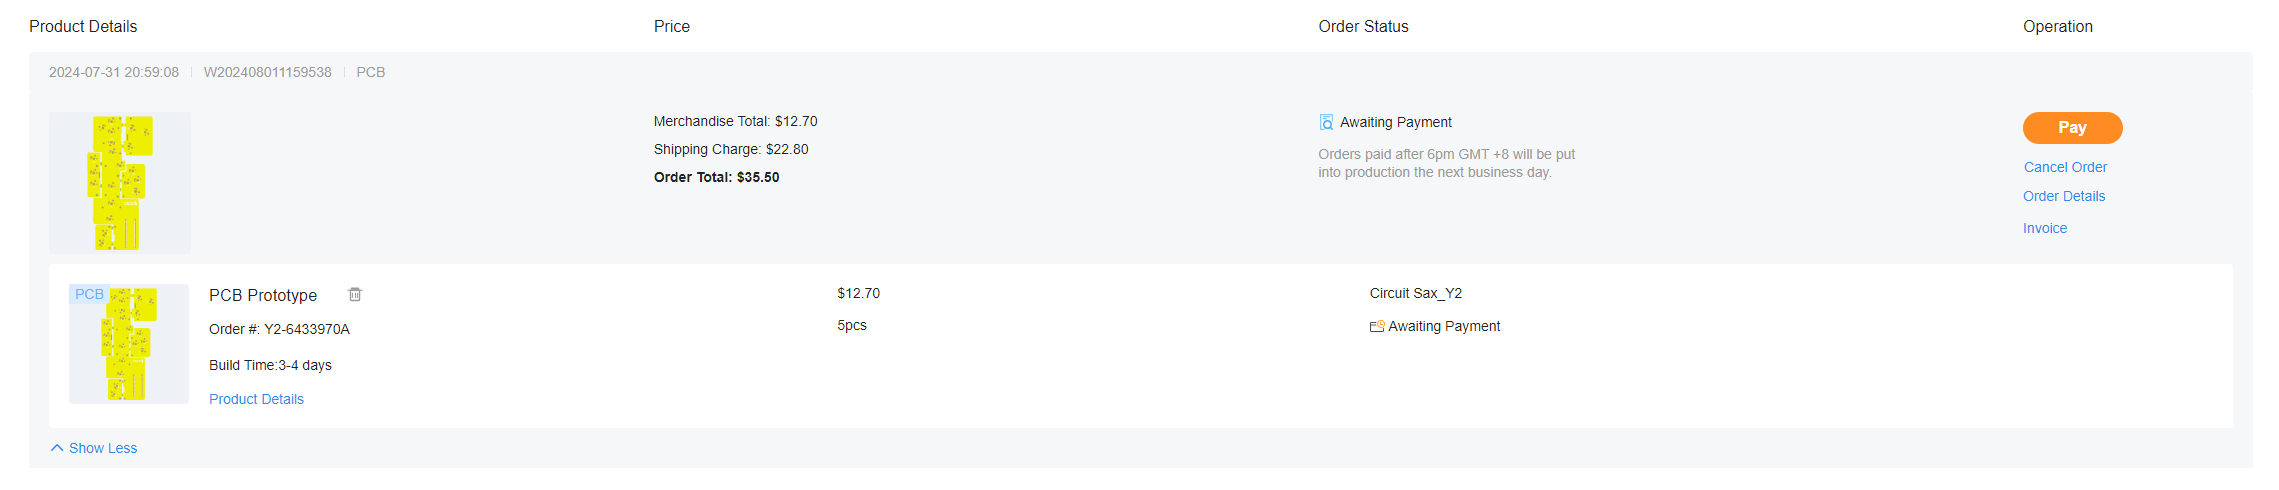 Product Details Price Order Status Operation
2024-07-31 20:59:08 W202408011159538 PCB
Merchandise Total: $12.70
Shipping Charge: $22.80
Order Total: $35.50
Awaiting Payment
Orders paid after 6pm GMT +8 will be put
into production the next business day.
Pay
Cancel Order
Order Details
Invoice
PCB
PCB Prototype
Order #: Y2-6433970A
Build Time:3-4 days
Product Details
$12.70
5pcs
Circuit Sax_Y2
Awaiting Payment
Show Less